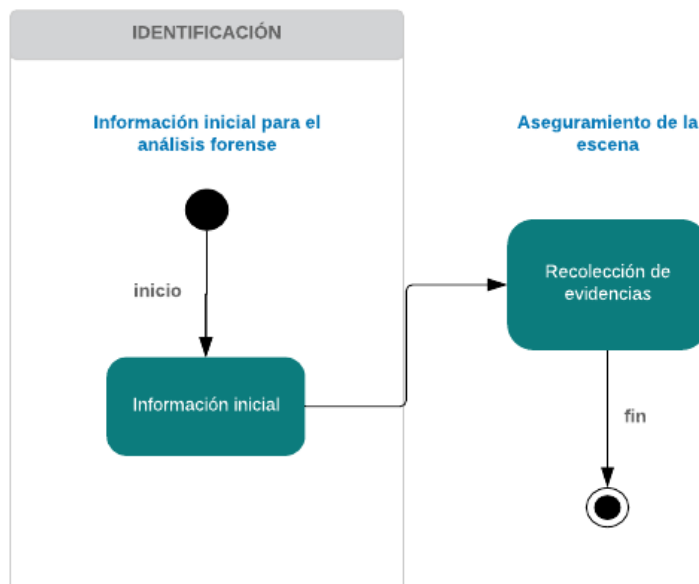 IDENTIFICACIÓN
Información inicial para el
análisis forense
Aseguramiento de la
escena
inicio
Recolección de
evidencias
Información inicial
fin